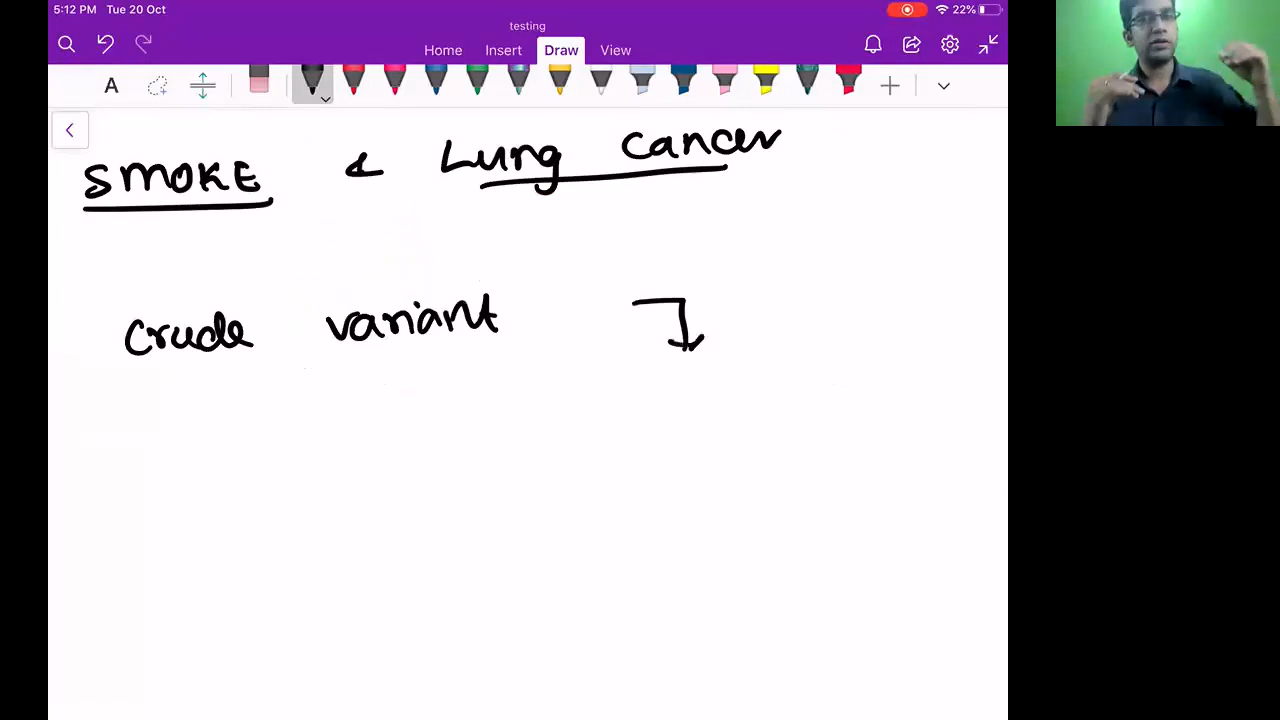 5:12 PM Tue 20 Oct 22%
testing
Home Insert Draw View
A
SMOKE & Lung cancer
crude variant